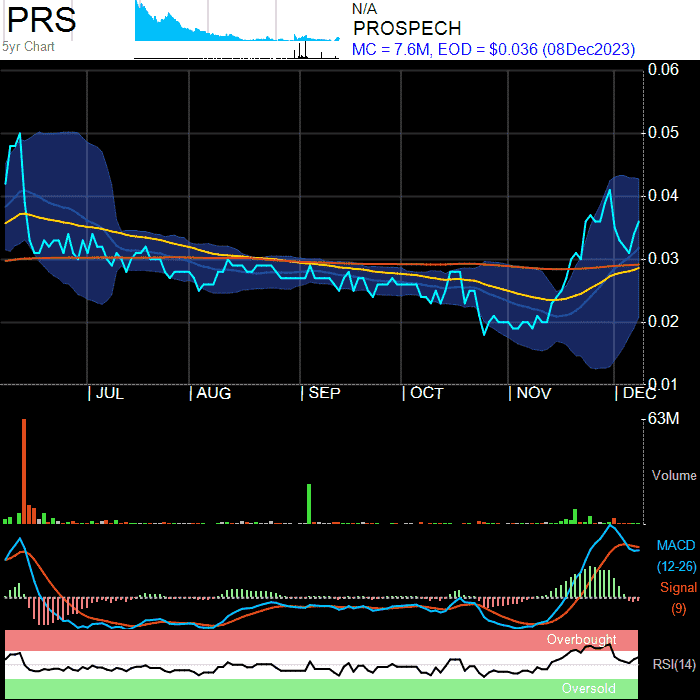 PRS
5yr Chart
N/A
PROSPECH
MC = 7.6M, EOD = $0.036 (08Dec2023)
0.06
0.05
0.04
0.03
0.02
0.01
JUL AUG SEP OCT NOV DEC
63M
Volume
MACD
(12-26)
Signal
(9)
Overbought
RSI(14)
Oversold